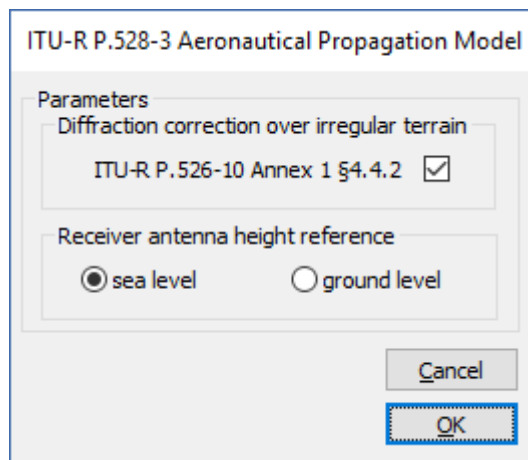 ITU-R P.528-3 Aeronautical Propagation Model
Parameters
Diffraction correction over irregular terrain
ITU-R P.526-10 Annex 1 §4.4.2
Receiver antenna height reference
sea level
ground level
Cancel
OK